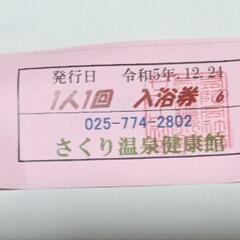 発行日 令和5年.12.24
1人1回 入浴券 6
025-774-2802
さくり温泉健康館